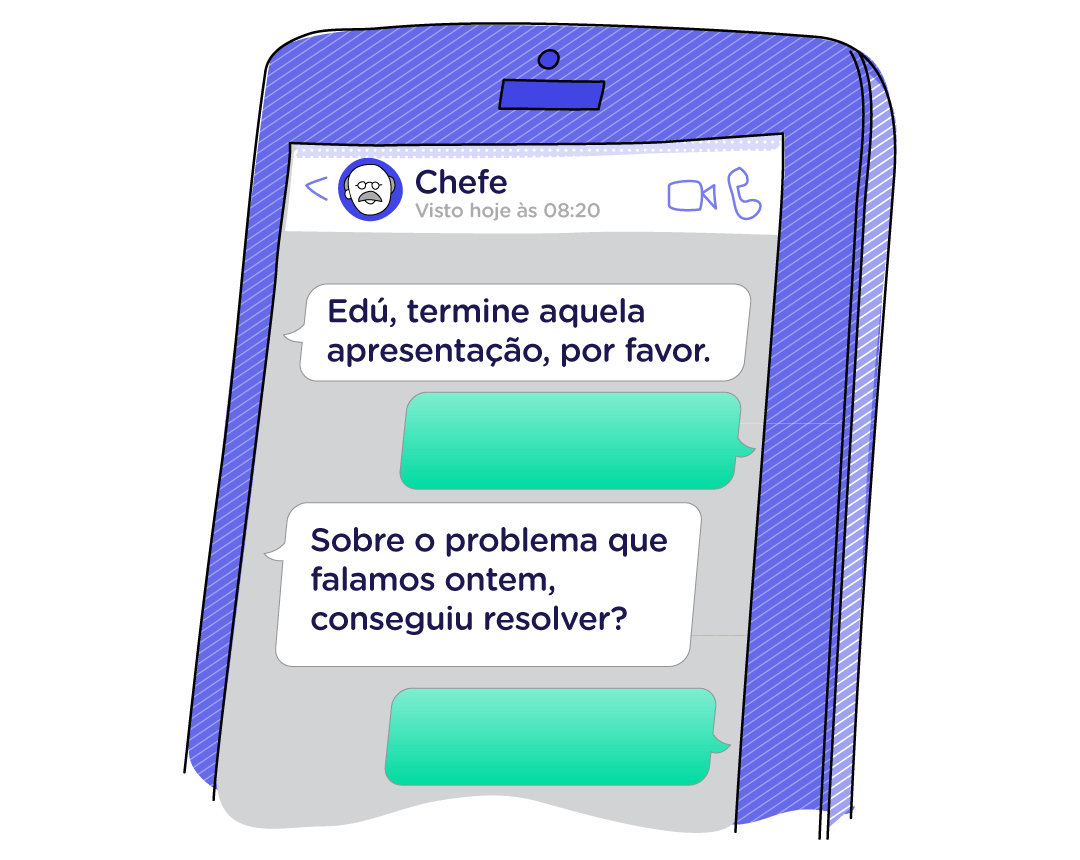 Chefe
Visto hoje às 08:20
Edú, termine aquela
apresentação, por favor.
Sobre o problema que
falamos ontem,
conseguiu resolver?